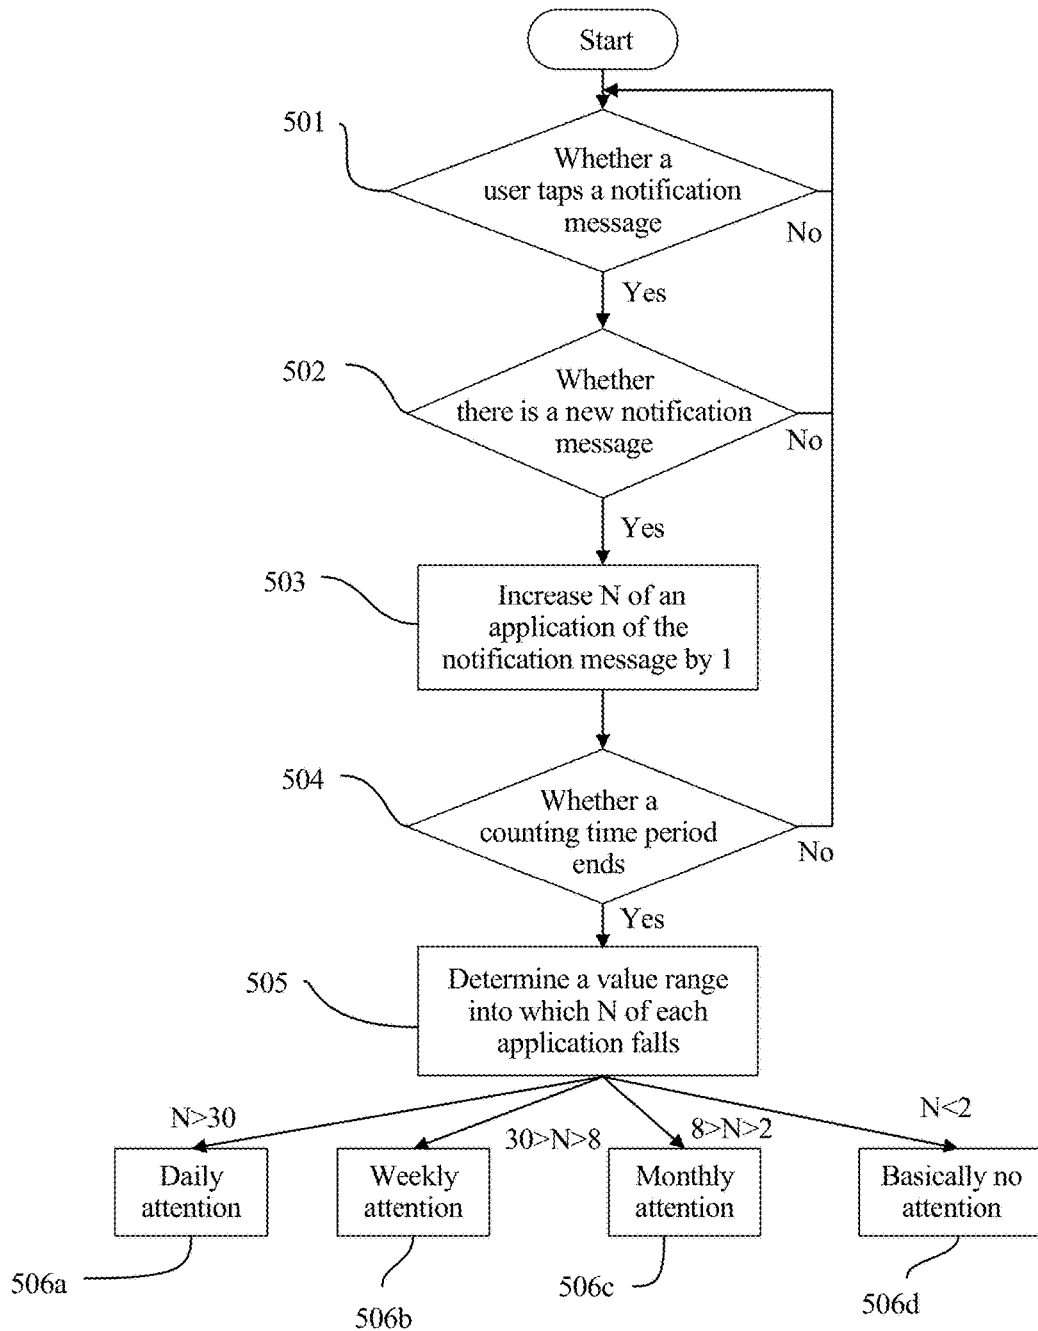 Start
501
Whether a
user taps a notification
message
No
Yes
502
Whether
there is a new notification
message
No
Yes
503
Increase N of an
application of the
notification message by 1
504
Whether a
counting time period
ends
No
Yes
505
Determine a value range
into which N of each
application falls
N>30
30>N>8
8>N>2
N<2
Daily
attention
Weekly
attention
Monthly
attention
Basically no
attention
506a
506b
506c
506d